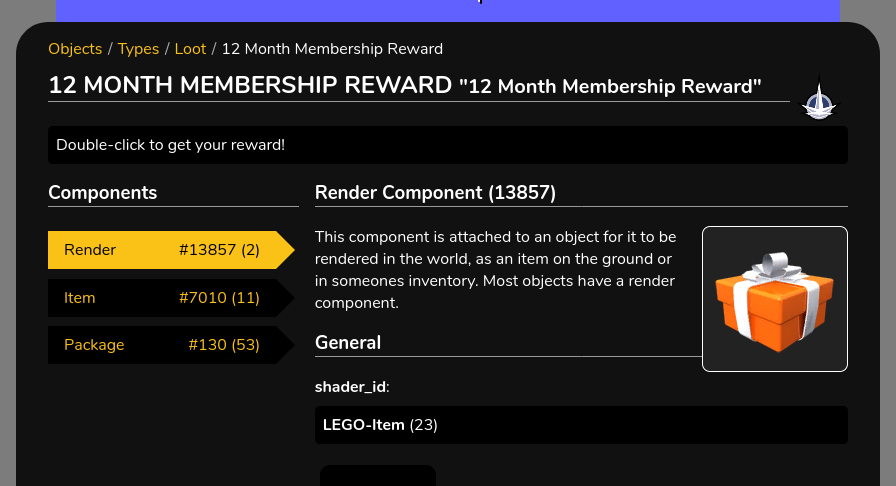 Objects / Types / Loot / 12 Month Membership Reward
12 MONTH MEMBERSHIP REWARD "12 Month Membership Reward"
Double-click to get your reward!
Components
Render #13857 (2)
Item #7010 (11)
Package #130 (53)
Render Component (13857)
This component is attached to an object for it to be
rendered in the world, as an item on the ground or
in someones inventory. Most objects have a render
component.
General
shader_id:
LEGO-Item (23)